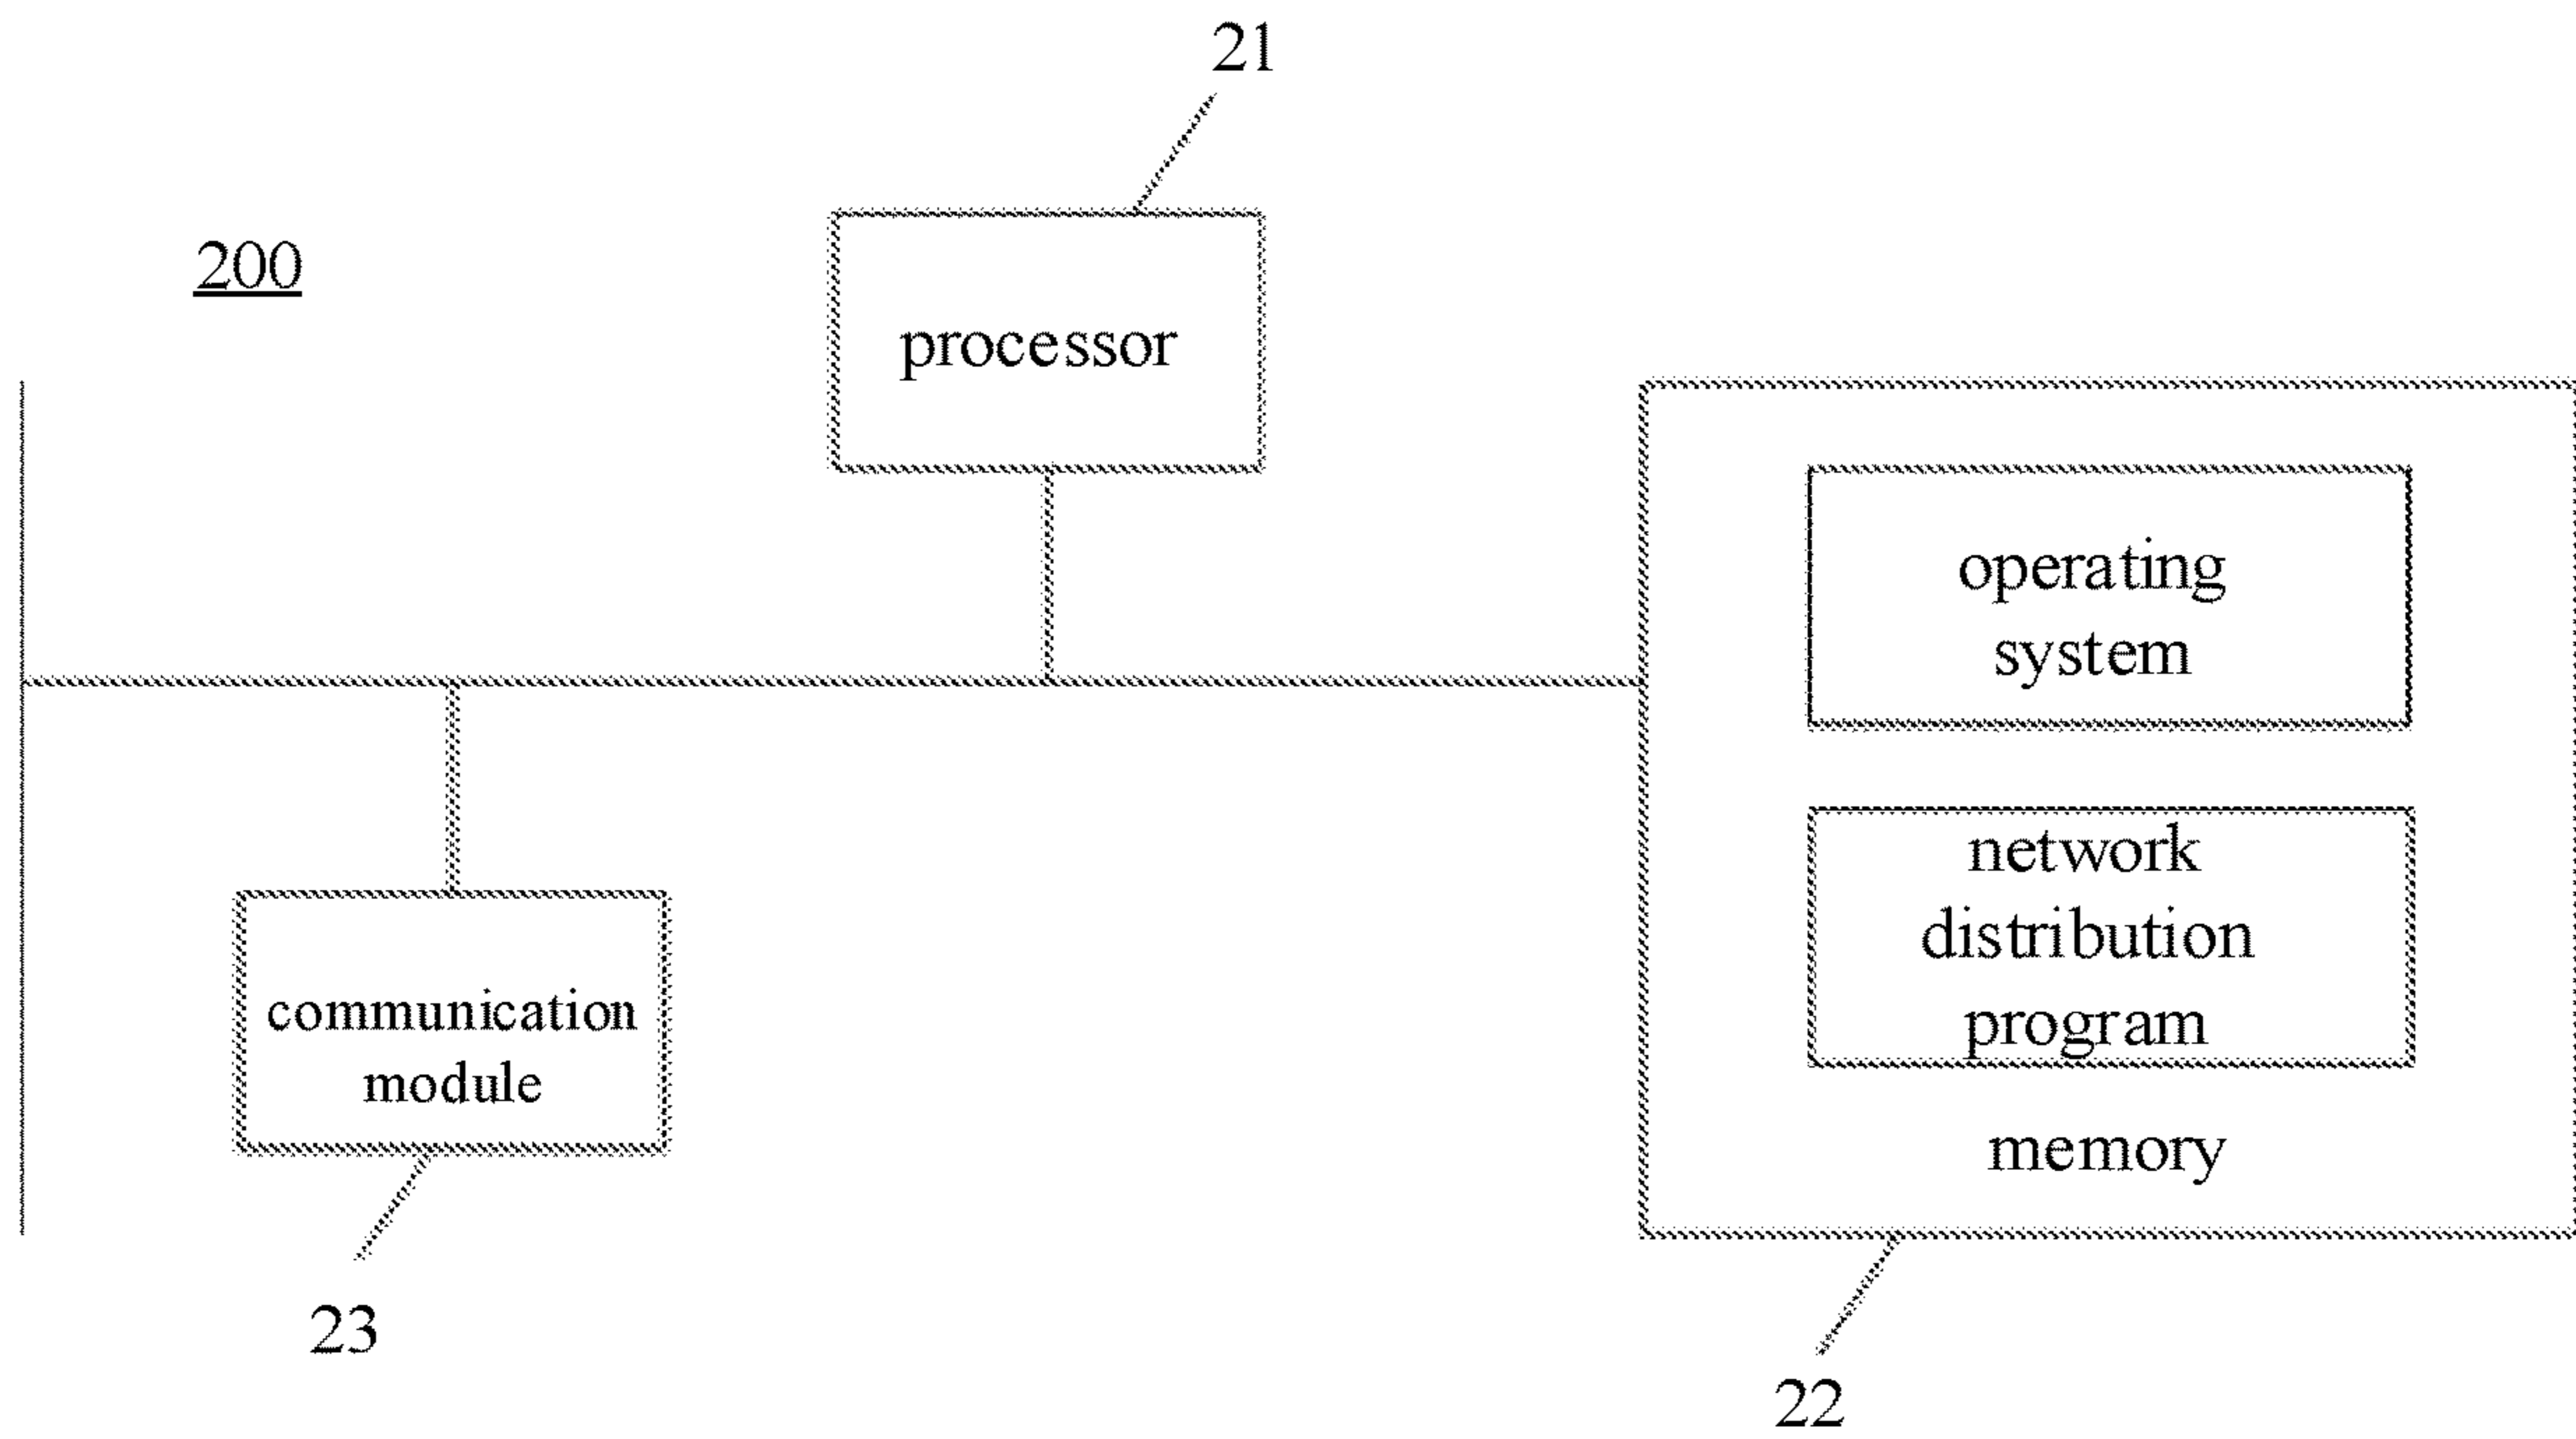 21
200
processor
operating
system
network
distribution
program
communication
module
memory
23
22